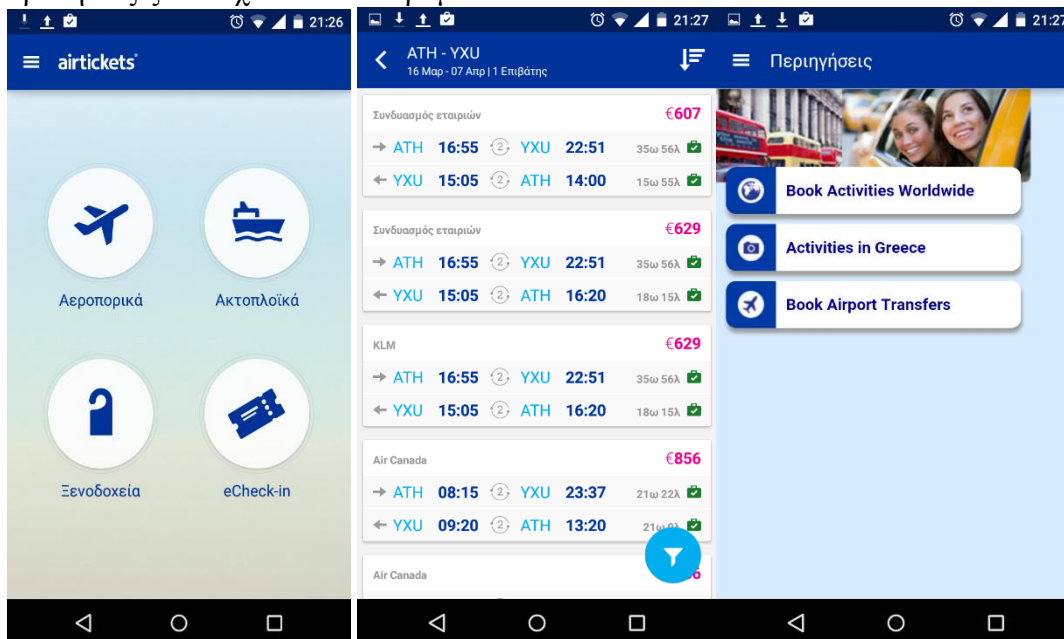 21:26
airtickets
Αεροπορικά
Ακτοπλοϊκά
Ξενοδοχεία
eCheck-in
21:27
ATH - YXU
16 Μαρ - 07 Απρ | 1 Επιβάτης
Συνδυασμός εταιριών €607
ATH 16:55 2 YXU 22:51 35ω 56λ
YXU 15:05 2 ATH 14:00 15ω 55λ
Συνδυασμός εταιριών €629
ATH 16:55 2 YXU 22:51 35ω 56λ
YXU 15:05 2 ATH 16:20 18ω 15λ
KLM €629
ATH 16:55 2 YXU 22:51 35ω 56λ
YXU 15:05 2 ATH 16:20 18ω 15λ
Air Canada €856
ATH 08:15 2 YXU 23:37 21ω 22λ
YXU 09:20 2 ATH 13:20
Air Canada
21:27
Περιηγήσεις
Book Activities Worldwide
Activities in Greece
Book Airport Transfers